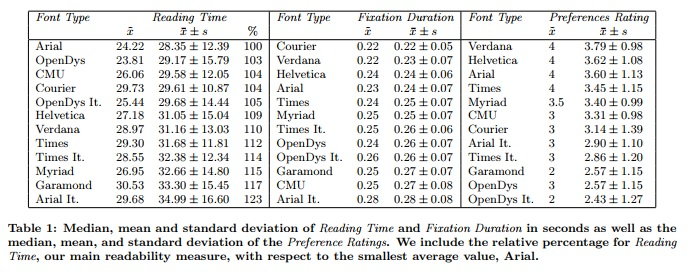 Font Type Reading Time Font Type Fixation Duration Font Type Preferences Rating
x̃ x̄ ± s % x̃ x̄ ± s x̃ x̄ ± s
Arial 24.22 28.35 ± 12.39 100 Courier 0.22 0.22 ± 0.05 Verdana 4 3.79 ± 0.98
OpenDys 23.81 29.17 ± 15.79 103 Verdana 0.22 0.23 ± 0.07 Helvetica 4 3.62 ± 1.08
CMU 26.06 29.58 ± 12.05 104 Helvetica 0.24 0.24 ± 0.06 Arial 4 3.60 ± 1.13
Courier 29.73 29.61 ± 10.87 104 Arial 0.23 0.24 ± 0.07 Times 4 3.45 ± 1.15
OpenDys It. 25.44 29.68 ± 14.44 105 Times 0.24 0.25 ± 0.07 Myriad 3.5 3.40 ± 0.99
Helvetica 27.18 31.05 ± 15.04 109 Myriad 0.25 0.25 ± 0.07 CMU 3 3.31 ± 0.98
Verdana 28.97 31.16 ± 13.03 110 Times It. 0.25 0.26 ± 0.06 Courier 3 3.14 ± 1.39
Times 29.30 31.68 ± 11.81 112 OpenDys 0.24 0.26 ± 0.07 Arial It. 3 2.90 ± 1.10
Times It. 28.55 32.38 ± 12.34 114 OpenDys It. 0.26 0.26 ± 0.07 Times It. 3 2.86 ± 1.20
Myriad 26.95 32.66 ± 14.80 115 Garamond 0.25 0.27 ± 0.07 Garamond 2 2.57 ± 1.15
Garamond 30.53 33.30 ± 15.45 117 CMU 0.25 0.27 ± 0.08 OpenDys 3 2.57 ± 1.15
Arial It. 29.68 34.99 ± 16.60 123 Arial It. 0.28 0.28 ± 0.08 OpenDys It. 2 2.43 ± 1.27
Table 1: Median, mean and standard deviation of Reading Time and Fixation Duration in seconds as well as the
median, mean, and standard deviation of the Preference Ratings. We include the relative percentage for Reading
Time, our main readability measure, with respect to the smallest average value, Arial.